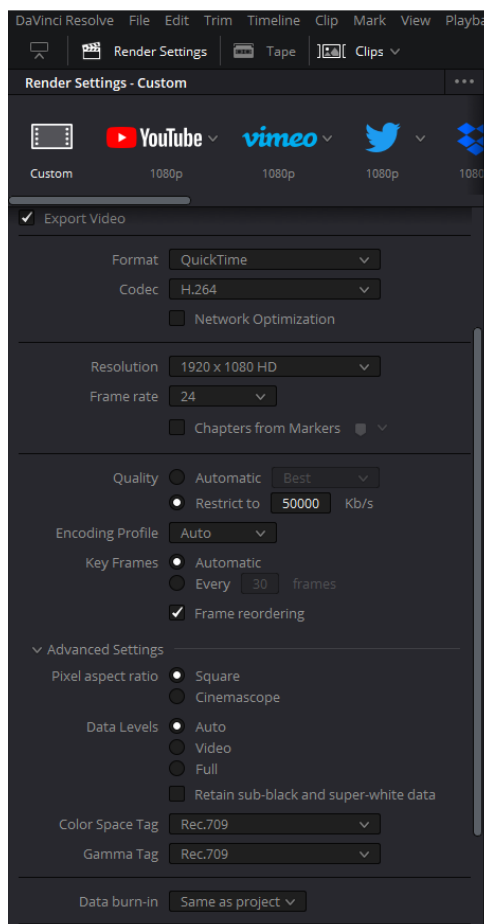 DaVinci Resolve File Edit Trim Timeline Clip Mark View
Render Settings Tape Clips
Render Settings - Custom
YouTube vimeo
Custom 1080p 1080p 1080p
Export Video
Format QuickTime
Codec H.264
Network Optimization
Resolution 1920 x 1080 HD
Frame rate 24
Chapters from Markers
Quality Automatic Best
Restrict to 50000 Kb/s
Encoding Profile Auto
Key Frames Automatic
Every 30 frames
Frame reordering
Advanced Settings
Pixel aspect ratio Square
Cinemascope
Data Levels Auto
Video
Full
Retain sub-black and super-white data
Color Space Tag Rec.709
Gamma Tag Rec.709
Data burn-in Same as project